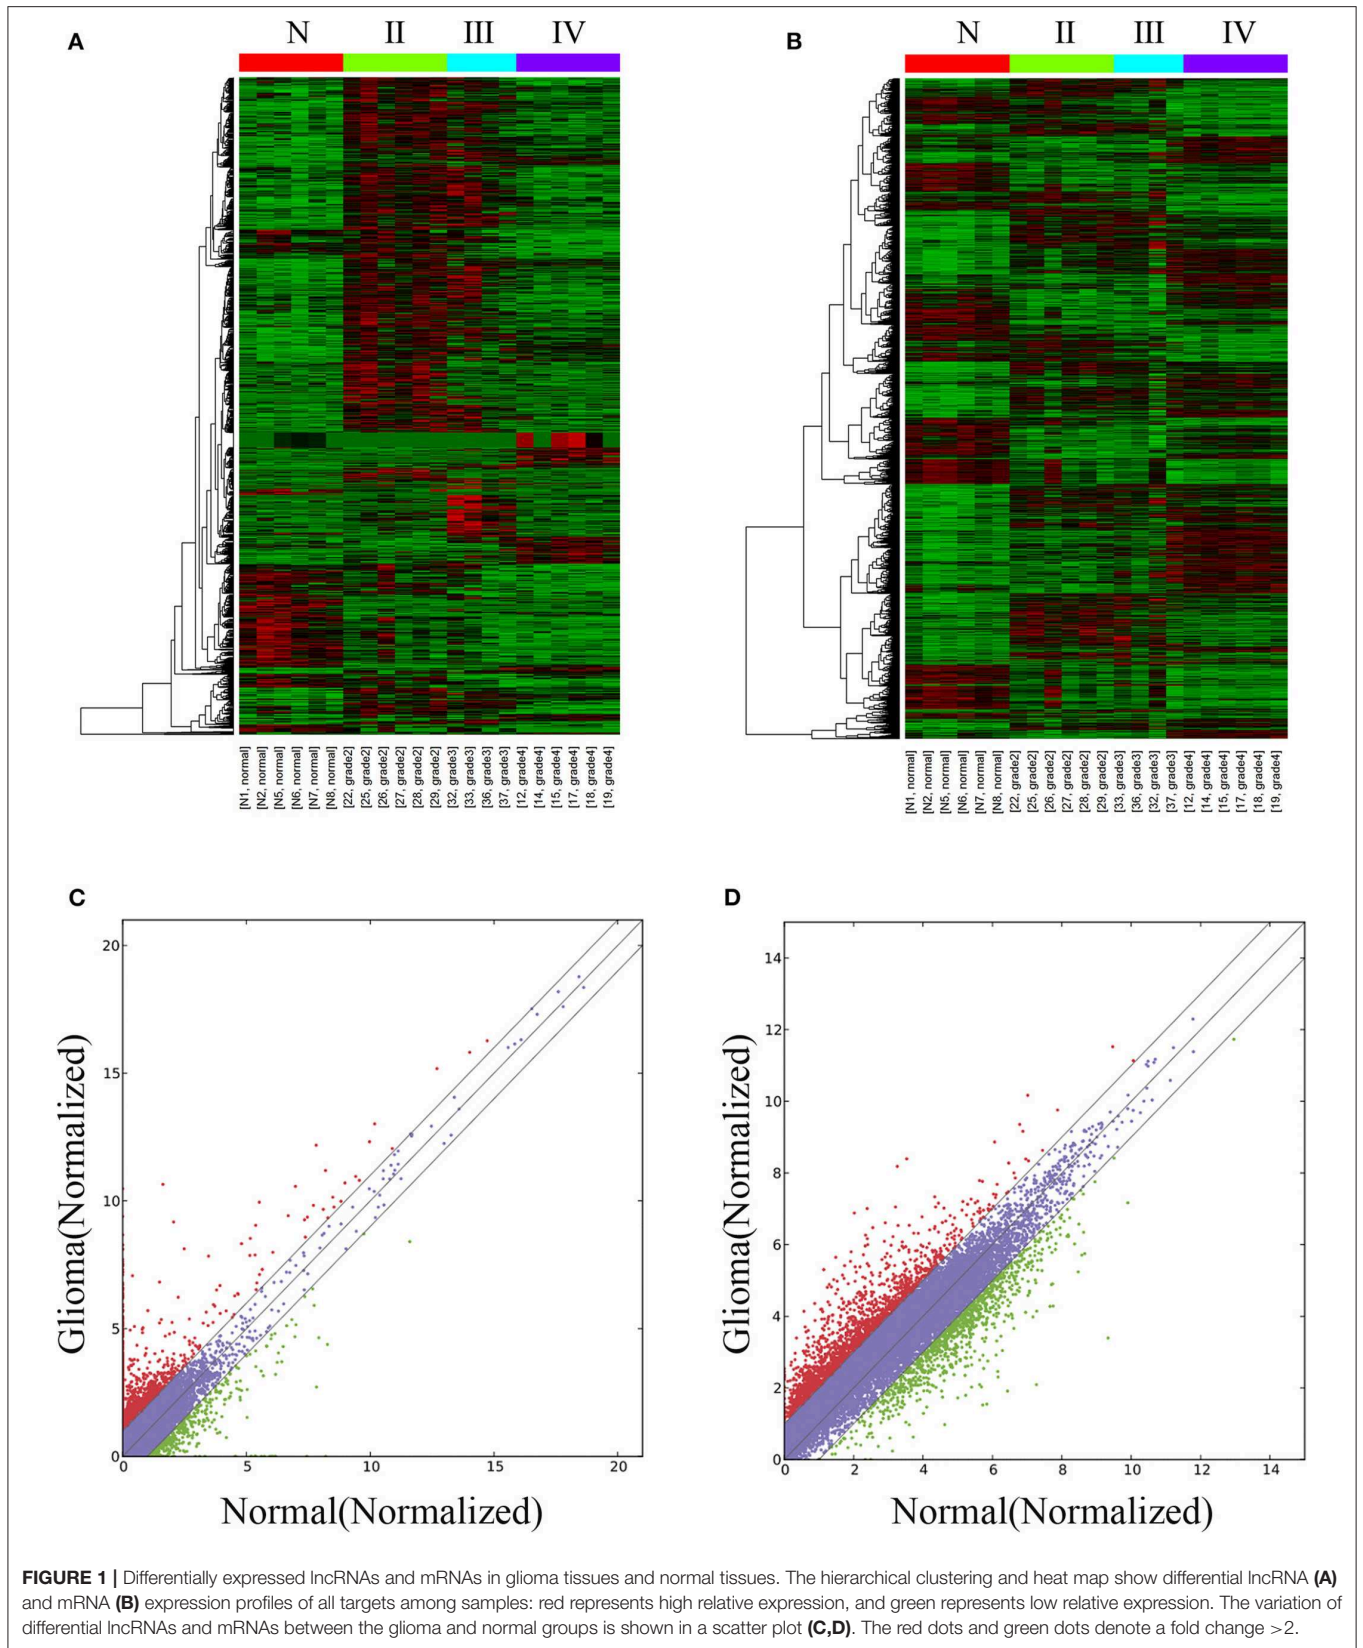 A
N II III IV
[N1, normal]
[N2, normal]
[N5, normal]
[N6, normal]
[N7, normal]
[N8, normal]
[22, grade2]
[25, grade2]
[26, grade2]
[27, grade2]
[28, grade2]
[29, grade2]
[32, grade3]
[33, grade3]
[36, grade3]
[37, grade3]
[12, grade4]
[14, grade4]
[15, grade4]
[17, grade4]
[18, grade4]
[19, grade4]
B
N II III IV
[N1, normal]
[N2, normal]
[N5, normal]
[N6, normal]
[N7, normal]
[N8, normal]
[22, grade2]
[25, grade2]
[26, grade2]
[27, grade2]
[28, grade2]
[29, grade2]
[33, grade3]
[36, grade3]
[32, grade3]
[37, grade3]
[12, grade4]
[14, grade4]
[15, grade4]
[17, grade4]
[18, grade4]
[19, grade4]
C
Glioma(Normalized)
20
15
10
5
0
0 5 10 15 20
Normal(Normalized)
D
Glioma(Normalized)
14
12
10
8
6
4
2
0
0 2 4 6 8 10 12 14
Normal(Normalized)
FIGURE 1 | Differentially expressed lncRNAs and mRNAs in glioma tissues and normal tissues. The hierarchical clustering and heat map show differential lncRNA (A)
and mRNA (B) expression profiles of all targets among samples: red represents high relative expression, and green represents low relative expression. The variation of
differential lncRNAs and mRNAs between the glioma and normal groups is shown in a scatter plot (C,D). The red dots and green dots denote a fold change >2.